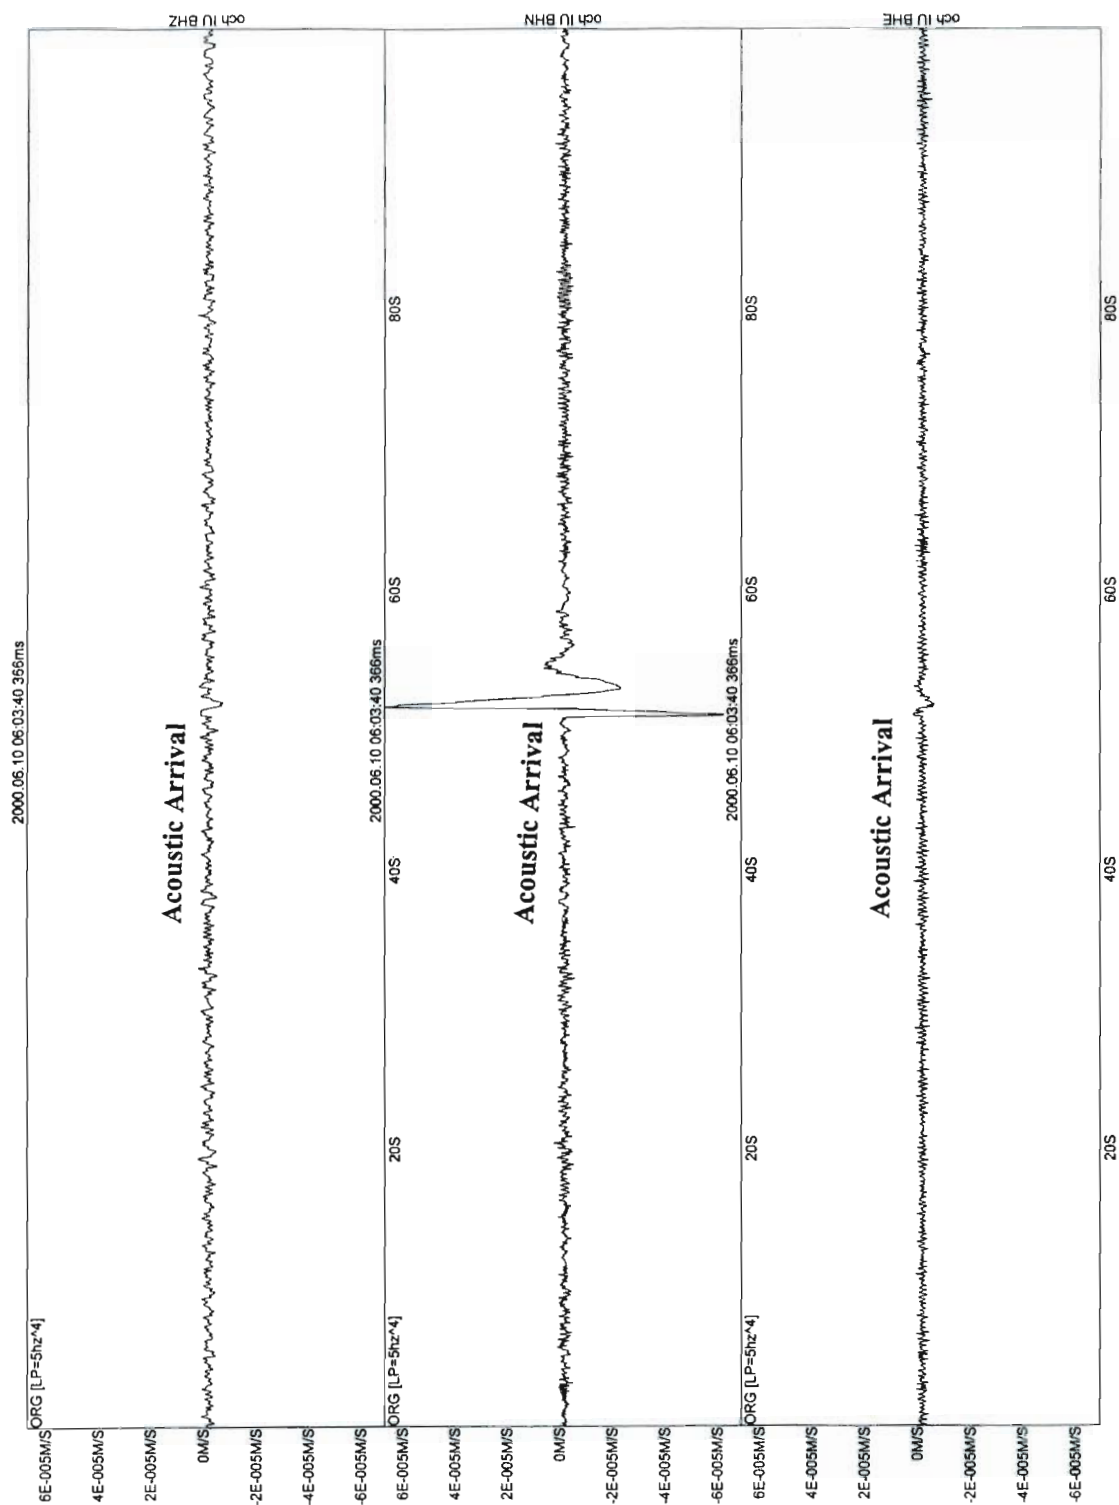 2000.06.10 06:03:40 366ms
ORG [LP=5hz^4]
6E-005M/S
4E-005M/S
2E-005M/S
0M/S
-2E-005M/S
-4E-005M/S
-6E-005M/S
Acoustic Arrival
och IU BHZ
20S 40S 60S 80S
2000.06.10 06:03:40 366ms
ORG [LP=5hz^4]
6E-005M/S
4E-005M/S
2E-005M/S
0M/S
-2E-005M/S
-4E-005M/S
-6E-005M/S
Acoustic Arrival
och IU BHN
20S 40S 60S 80S
2000.06.10 06:03:40 366ms
ORG [LP=5hz^4]
6E-005M/S
4E-005M/S
2E-005M/S
0M/S
-2E-005M/S
-4E-005M/S
-6E-005M/S
Acoustic Arrival
och IU BHE
20S 40S 60S 80S